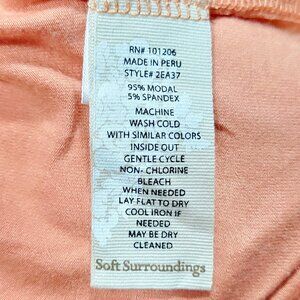 RN# 101206
MADE IN PERU
STYLE# 2EA37
95% MODAL
5% SPANDEX
MACHINE
WASH COLD
WITH SIMILAR COLORS
INSIDE OUT
GENTLE CYCLE
NON- CHLORINE
BLEACH
WHEN NEEDED
LAY FLAT TO DRY
COOL IRON IF
NEEDED
MAY BE DRY
CLEANED
Soft Surroundings